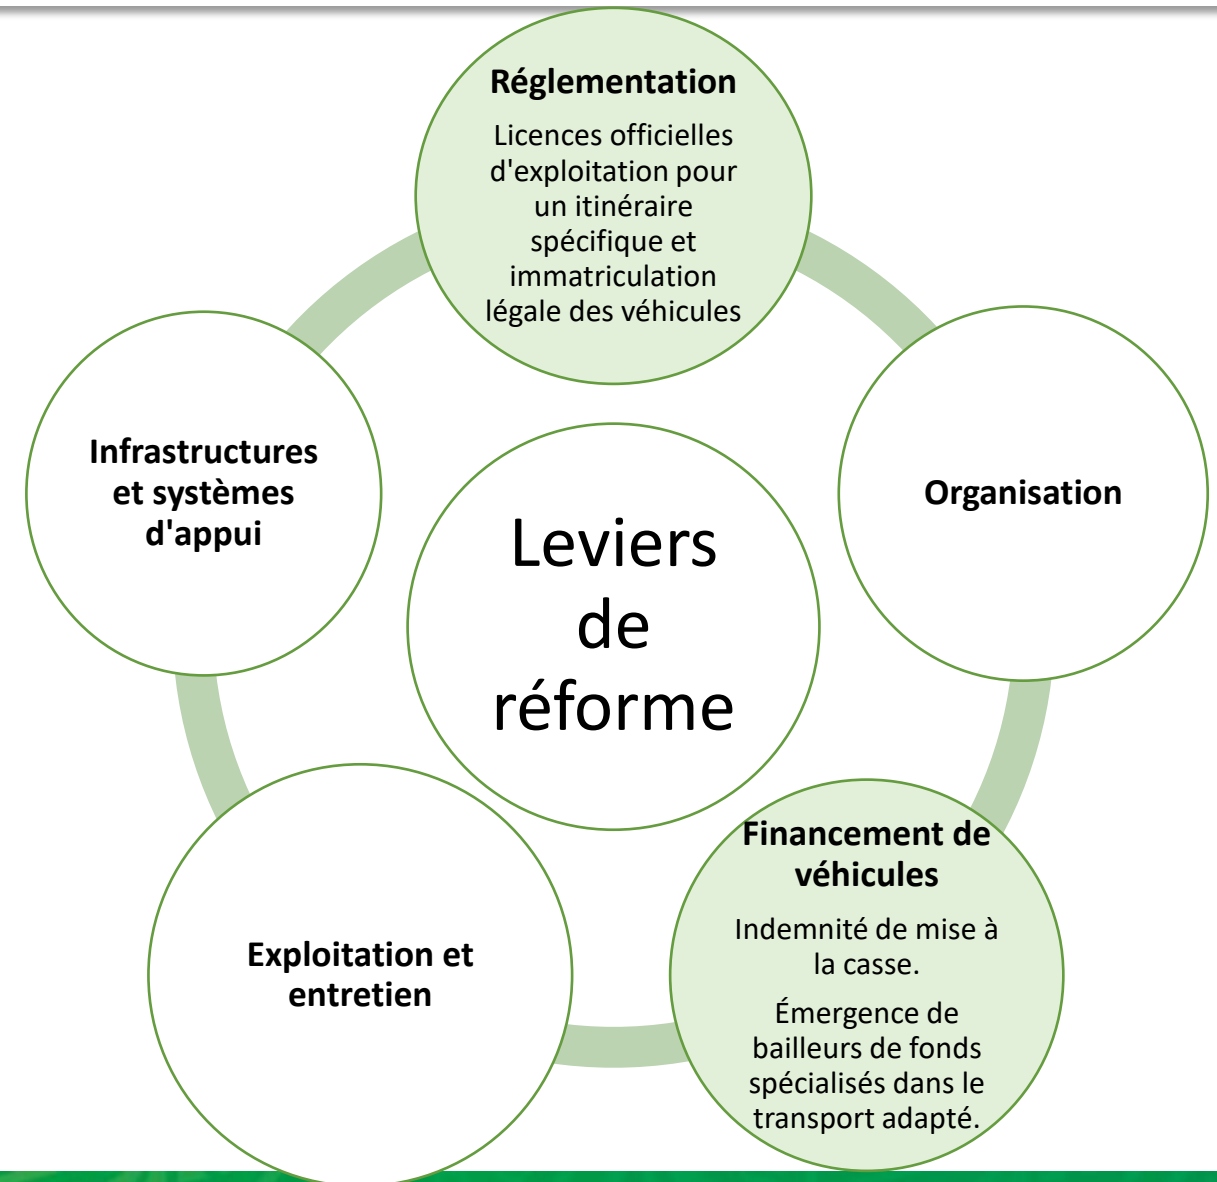 Réglementation
Licences officielles
d'exploitation pour
un itinéraire
spécifique et
immatriculation
légale des véhicules
Organisation
Financement de
véhicules
Indemnité de mise à
la casse.
Émergence de
bailleurs de fonds
spécialisés dans le
transport adapté.
Exploitation et
entretien
Infrastructures
et systèmes
d'appui
Leviers
de
réforme